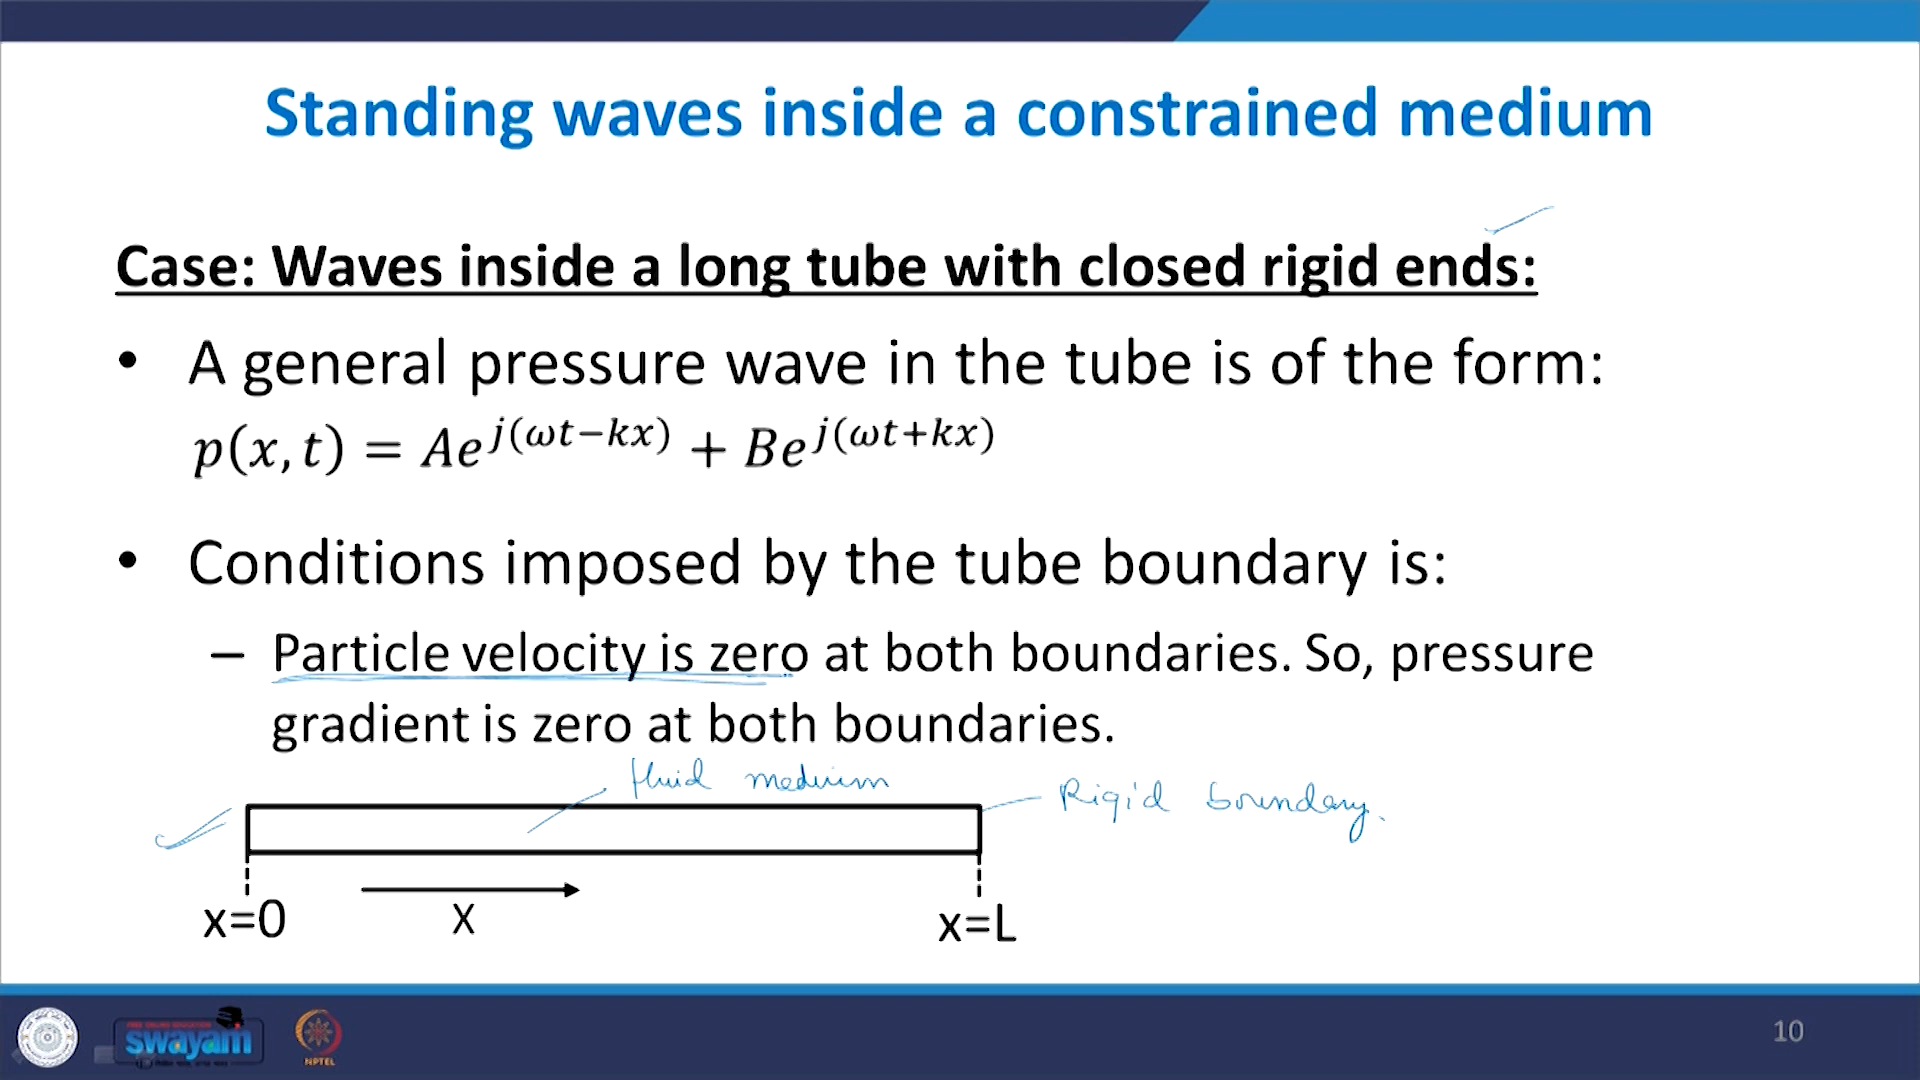 Standing waves inside a constrained medium
Case: Waves inside a long tube with closed rigid ends:
• A general pressure wave in the tube is of the form:
p(x, t) = Ae^{j(ωt−kx)} + Be^{j(ωt+kx)}
• Conditions imposed by the tube boundary is:
– Particle velocity is zero at both boundaries. So, pressure
gradient is zero at both boundaries.
fluid medium
Rigid boundary.
x=0
X
x=L
swayam
NPTEL
10